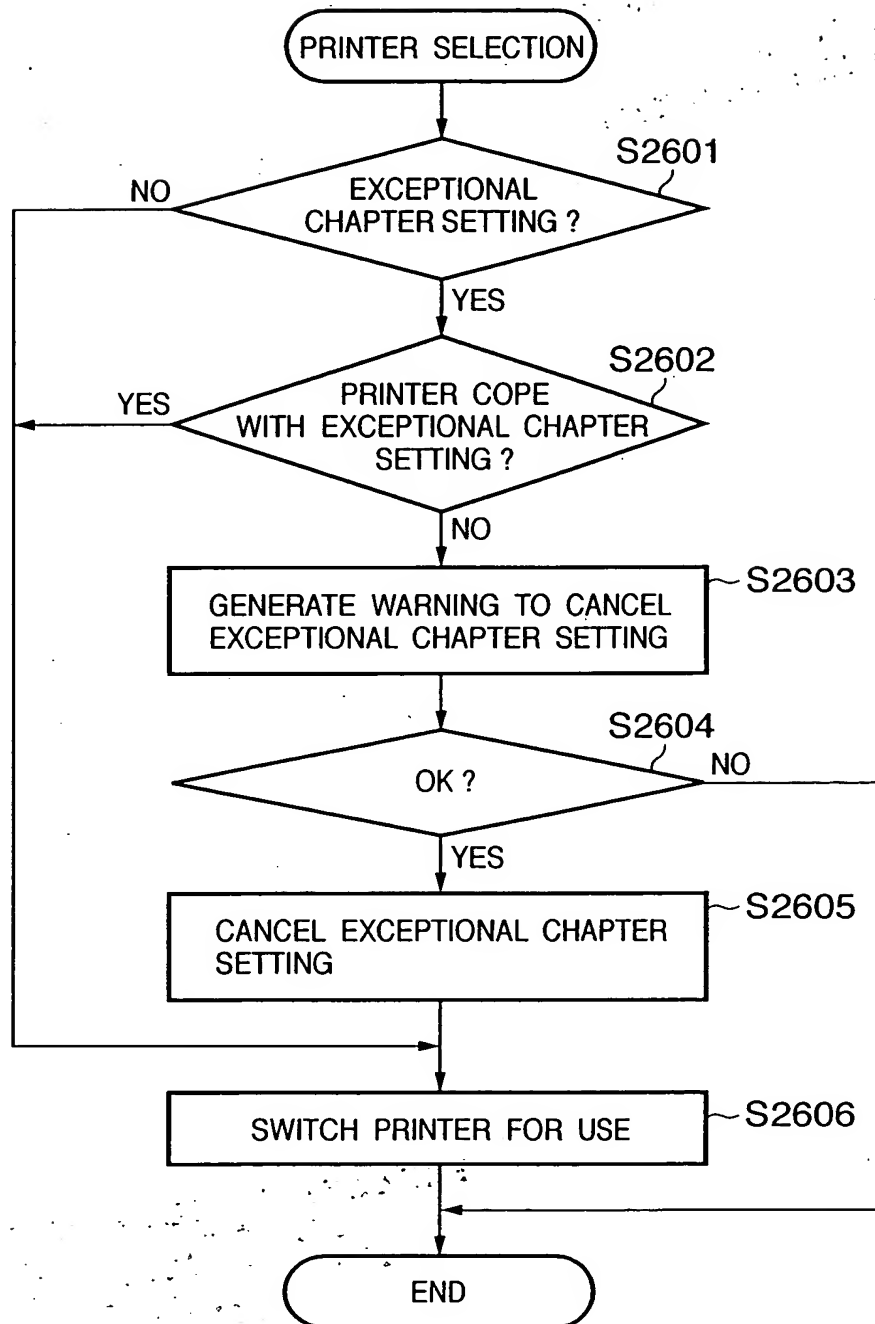 PRINTER SELECTION
S2601
NO
EXCEPTIONAL
CHAPTER SETTING ?
YES
S2602
YES
PRINTER COPE
WITH EXCEPTIONAL CHAPTER
SETTING ?
NO
S2603
GENERATE WARNING TO CANCEL
EXCEPTIONAL CHAPTER SETTING
S2604
OK ?
NO
YES
S2605
CANCEL EXCEPTIONAL CHAPTER
SETTING
S2606
SWITCH PRINTER FOR USE
END